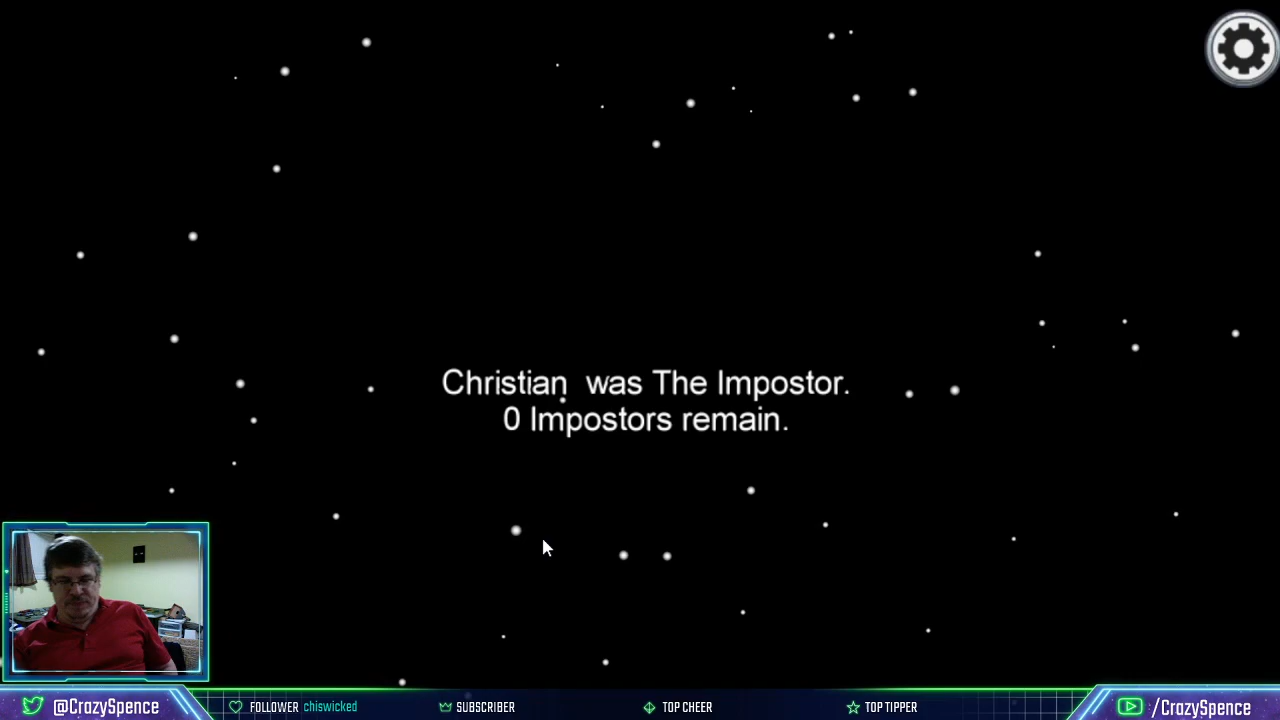 Christian  was The Impostor.
0 Impostors remain.
@CrazySpence
FOLLOWER chiswicked
SUBSCRIBER
TOP CHEER
TOP TIPPER
/CrazySpence